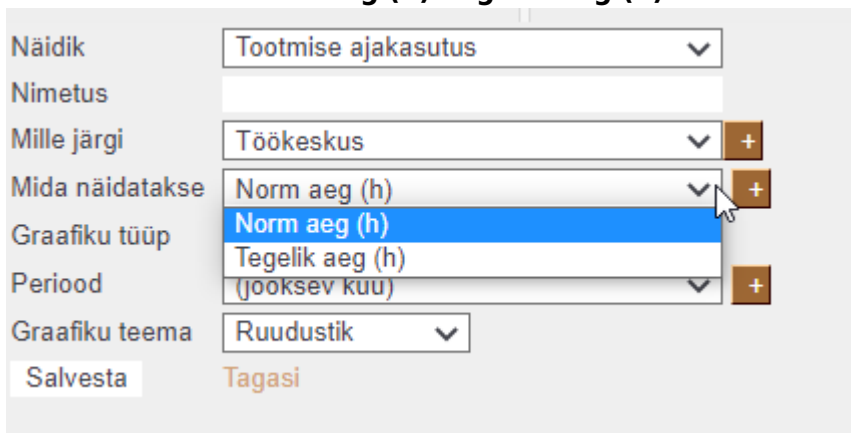 Näidik Tootmise ajakasutus
Nimetus
Mille järgi Töökeskus +
Mida näidatakse Norm aeg (h) +
Norm aeg (h)
Graafiku tüüp
Tegelik aeg (h)
Periood (jooksev kuu) +
Graafiku teema Ruudustik
Salvesta Tagasi